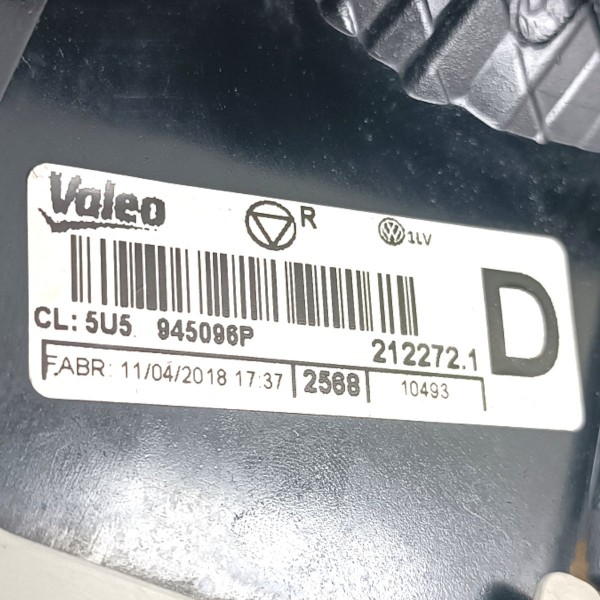 Valeo
R
1LV
D
CL: 5U5 945096P
212272.1
FABR: 11/04/2018 17:37
2568
10493